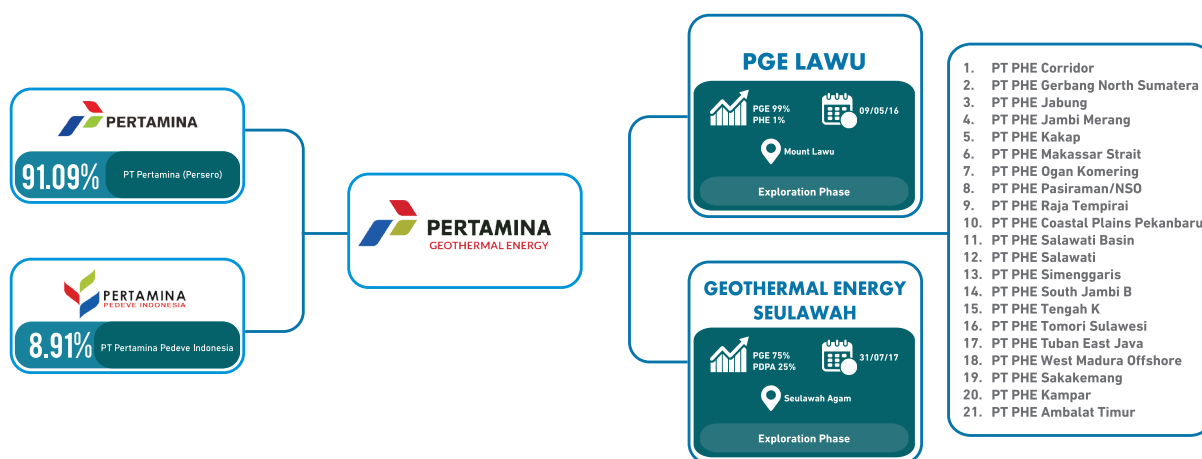 PERTAMINA
91.09%
PT Pertamina (Persero)
PERTAMINA
PEDEVE INDONESIA
8.91%
PT Pertamina Pedeve Indonesia
PERTAMINA
GEOTHERMAL ENERGY
PGE LAWU
PGE 99%
PHE 1%
09/05/16
Mount Lawu
Exploration Phase
GEOTHERMAL ENERGY
SEULAWAH
PGE 75%
PDPA 25%
31/07/17
Seulawah Agam
Exploration Phase
1. PT PHE Corridor
2. PT PHE Gerbang North Sumatera
3. PT PHE Jabung
4. PT PHE Jambi Merang
5. PT PHE Kakap
6. PT PHE Makassar Strait
7. PT PHE Ogan Komering
8. PT PHE Pasiraman/NSO
9. PT PHE Raja Tempirai
10. PT PHE Coastal Plains Pekanbaru
11. PT PHE Salawati Basin
12. PT PHE Salawati
13. PT PHE Simenggaris
14. PT PHE South Jambi B
15. PT PHE Tengah K
16. PT PHE Tomori Sulawesi
17. PT PHE Tuban East Java
18. PT PHE West Madura Offshore
19. PT PHE Sakakemang
20. PT PHE Kampar
21. PT PHE Ambalat Timur